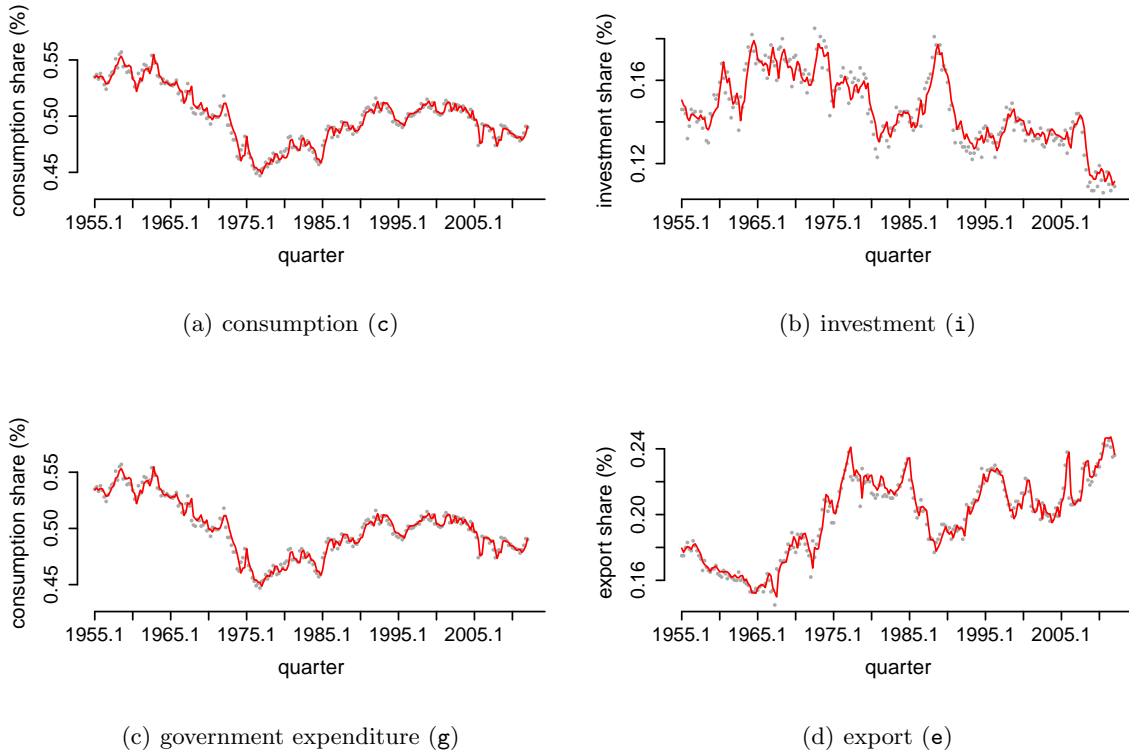 consumption share (%)
0.45 0.50 0.55
1955.1 1965.1 1975.1 1985.1 1995.1 2005.1
quarter
(a) consumption (c)
investment share (%)
0.12 0.16
1955.1 1965.1 1975.1 1985.1 1995.1 2005.1
quarter
(b) investment (i)
consumption share (%)
0.45 0.50 0.55
1955.1 1965.1 1975.1 1985.1 1995.1 2005.1
quarter
(c) government expenditure (g)
export share (%)
0.16 0.20 0.24
1955.1 1965.1 1975.1 1985.1 1995.1 2005.1
quarter
(d) export (e)